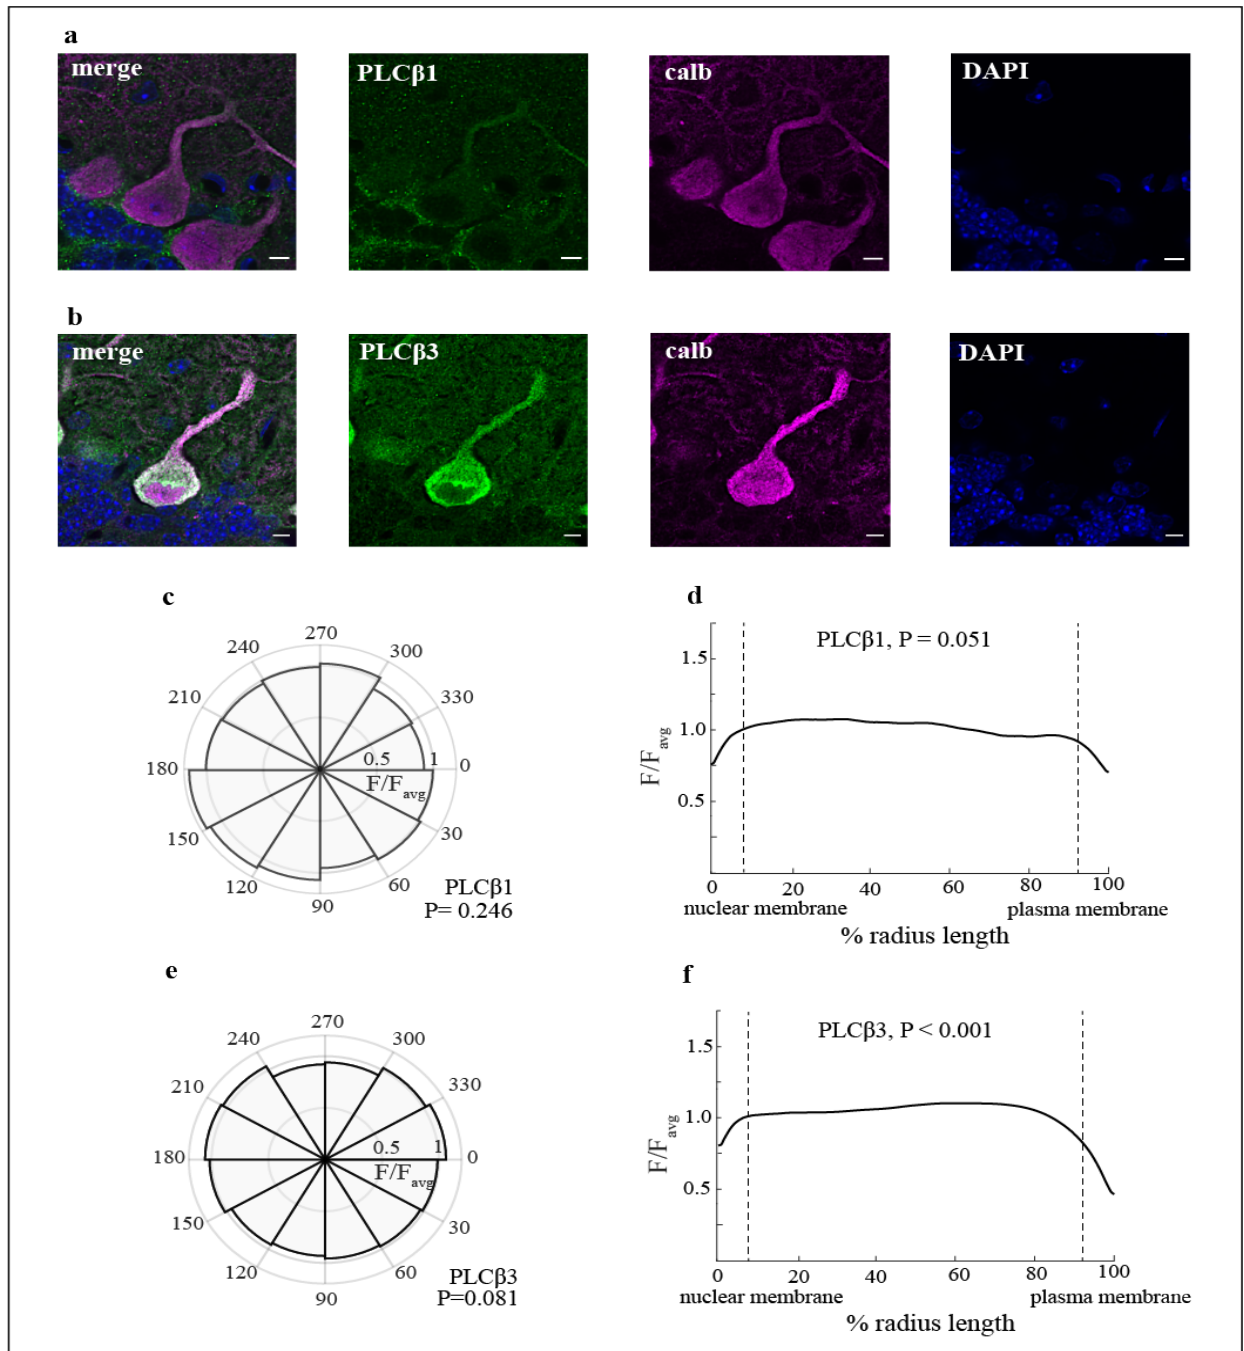 a
merge
PLCβ1
calb
DAPI
b
merge
PLCβ3
calb
DAPI
c
270
240
300
210
330
180
0.5
1
0
F/Favg
150
30
120
60
90
PLCβ1
P= 0.246
d
PLCβ1, P = 0.051
1.5
1.0
0.5
F/Favg
0
20
40
60
80
100
nuclear membrane
plasma membrane
% radius length
e
270
240
300
210
330
180
0.5
1
0
F/Favg
150
30
120
60
90
PLCβ3
P=0.081
f
PLCβ3, P < 0.001
1.5
1.0
0.5
F/Favg
0
20
40
60
80
100
nuclear membrane
plasma membrane
% radius length